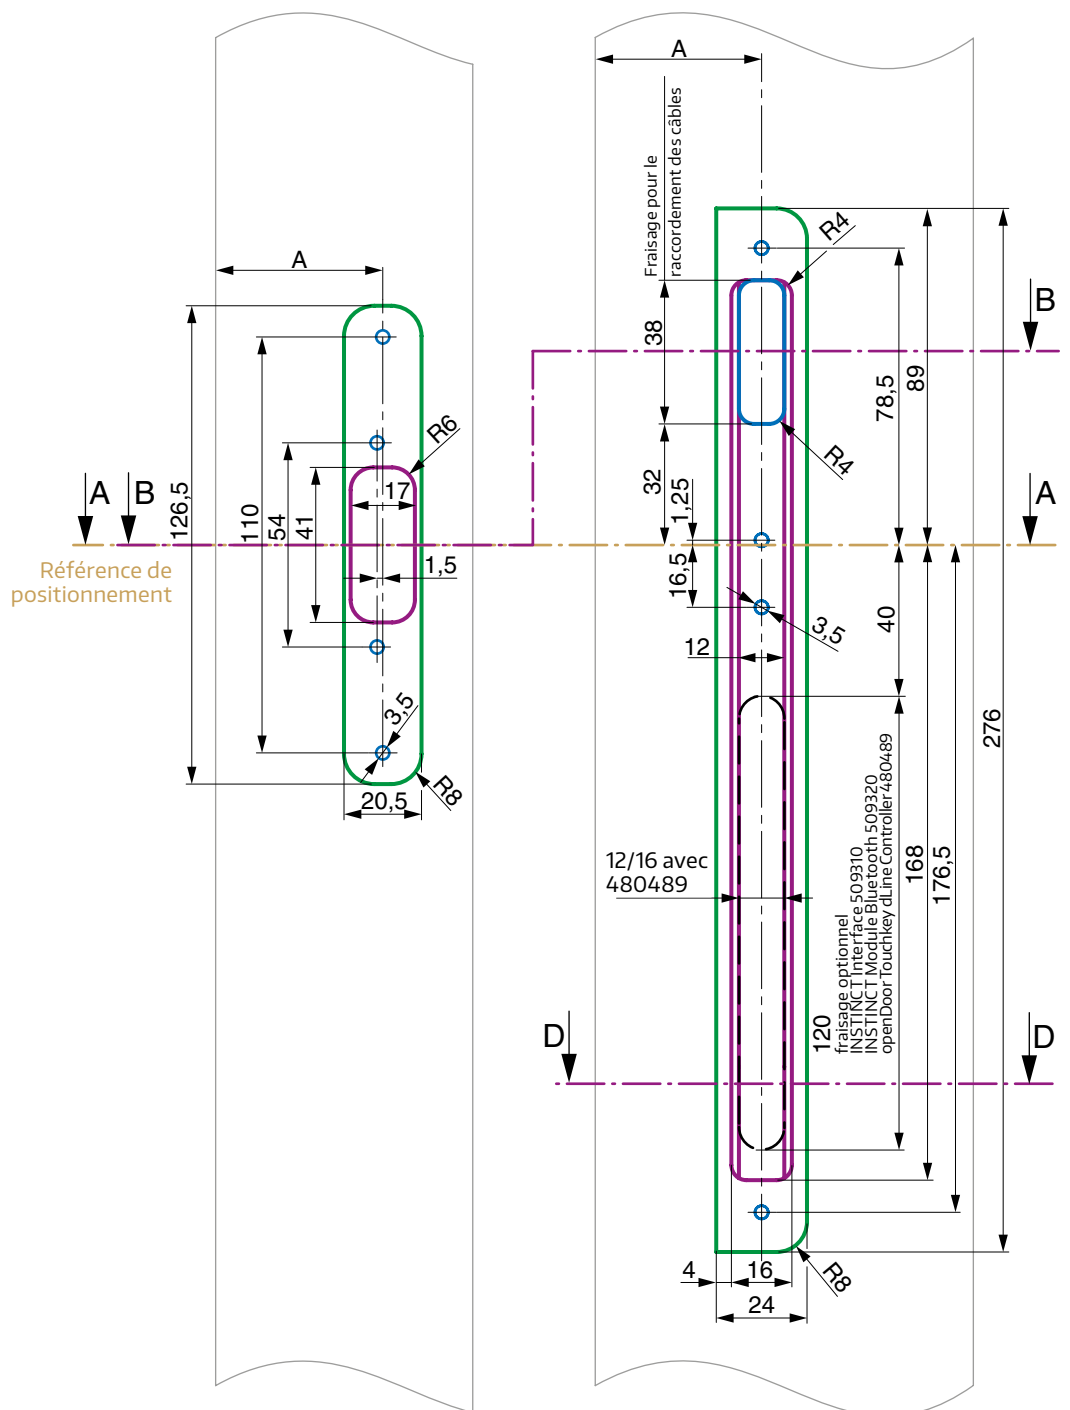 A
Fraisage pour le
raccordement des câbles
R4
89
A
B
38
78,5
276
R4
R6
32
1,25
17
A
B
126,5
110
54
41
A
Référence de
positionnement
1,5
16,5
3,5
40
12
3,5
R8
20,5
12/16 avec
480489
120
fraisage optionnel
INSTINCT Interface 509310
INSTINCT Module Bluetooth 509320
openDoor Touchkey dLine Controller 480489
168
176,5
D
D
4
16
R8
24